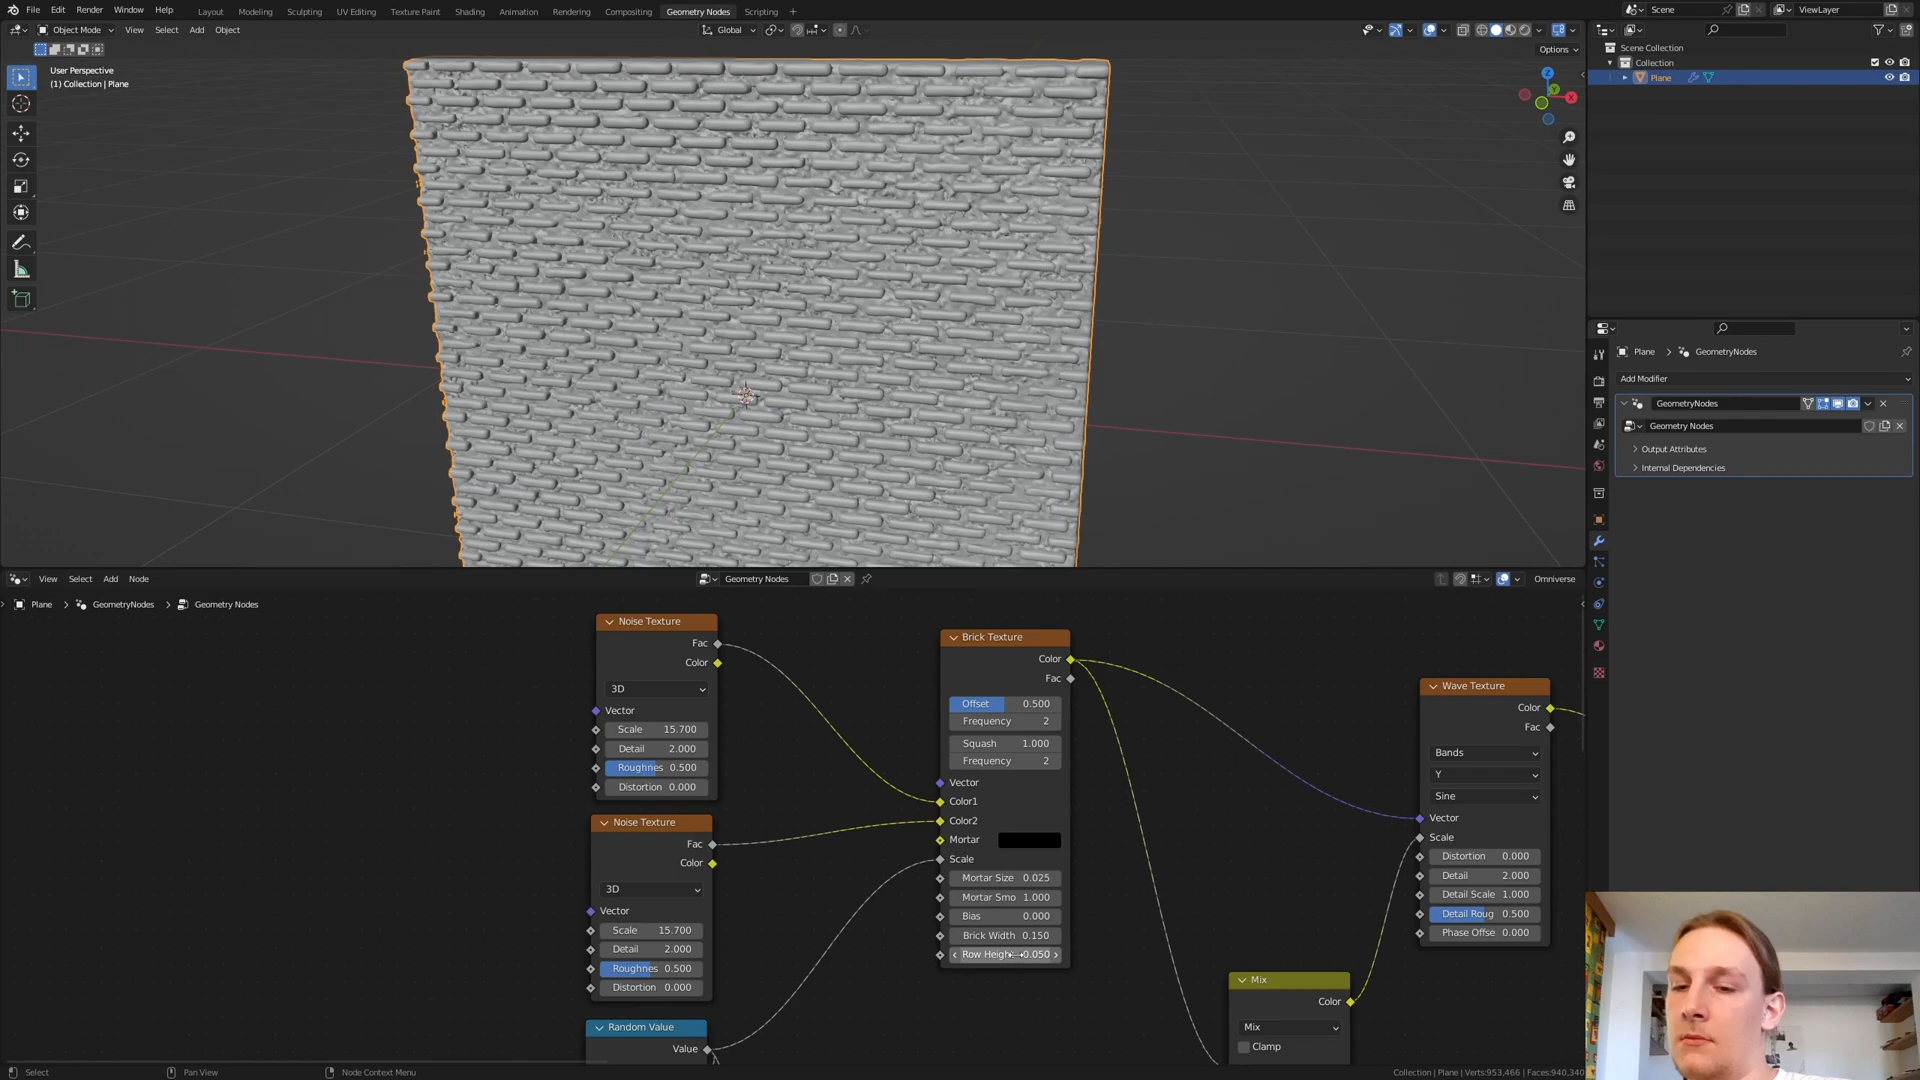 File Edit Render Window Help Layout Modeling Sculpting UV Editing Texture Paint Shading Animation Rendering Compositing Geometry Nodes Scripting + Scene ViewLayer
Object Mode View Select Add Object Global
Options
User Perspective
(1) Collection | Plane
Z
X
Y
Scene Collection
Collection
Plane
Plane > GeometryNodes
Add Modifier
GeometryNodes
Geometry Nodes
Output Attributes
Internal Dependencies
View Select Add Node Geometry Nodes Omniverse
Plane > GeometryNodes > Geometry Nodes
Noise Texture
Fac
Color
3D
Vector
Scale 15.700
Detail 2.000
Roughnes 0.500
Distortion 0.000
Noise Texture
Fac
Color
3D
Vector
Scale 15.700
Detail 2.000
Roughnes 0.500
Distortion 0.000
Random Value
Value
Brick Texture
Color
Fac
Offset 0.500
Frequency 2
Squash 1.000
Frequency 2
Vector
Color1
Color2
Mortar
Scale
Mortar Size 0.025
Mortar Smo 1.000
Bias 0.000
Brick Width 0.150
Row Heigh 0.050
Mix
Color
Mix
Clamp
Wave Texture
Color
Fac
Bands
Y
Sine
Vector
Scale
Distortion 0.000
Detail 2.000
Detail Scale 1.000
Detail Roug 0.500
Phase Offse 0.000
Select Pan View Node Context Menu Collection | Plane | Verts:953,466 | Faces:940,340